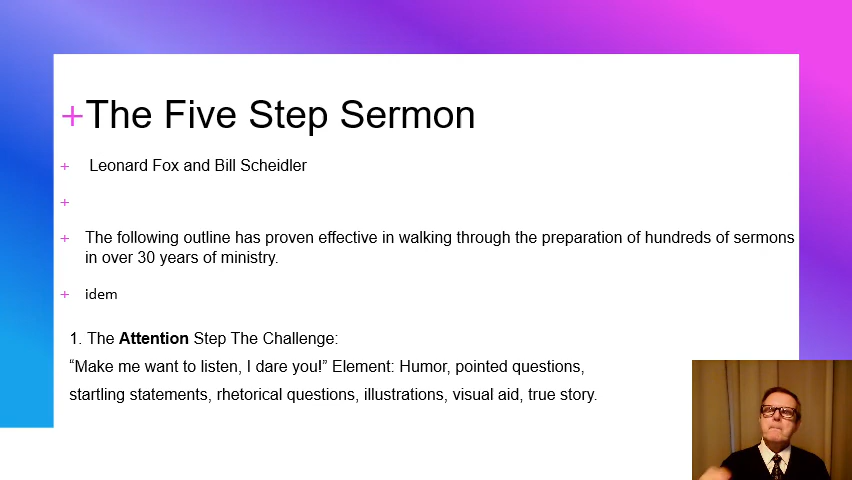 +The Five Step Sermon
+ Leonard Fox and Bill Scheidler
+
+ The following outline has proven effective in walking through the preparation of hundreds of sermons
in over 30 years of ministry.
+ idem
1. The Attention Step The Challenge:
“Make me want to listen, I dare you!” Element: Humor, pointed questions,
startling statements, rhetorical questions, illustrations, visual aid, true story.